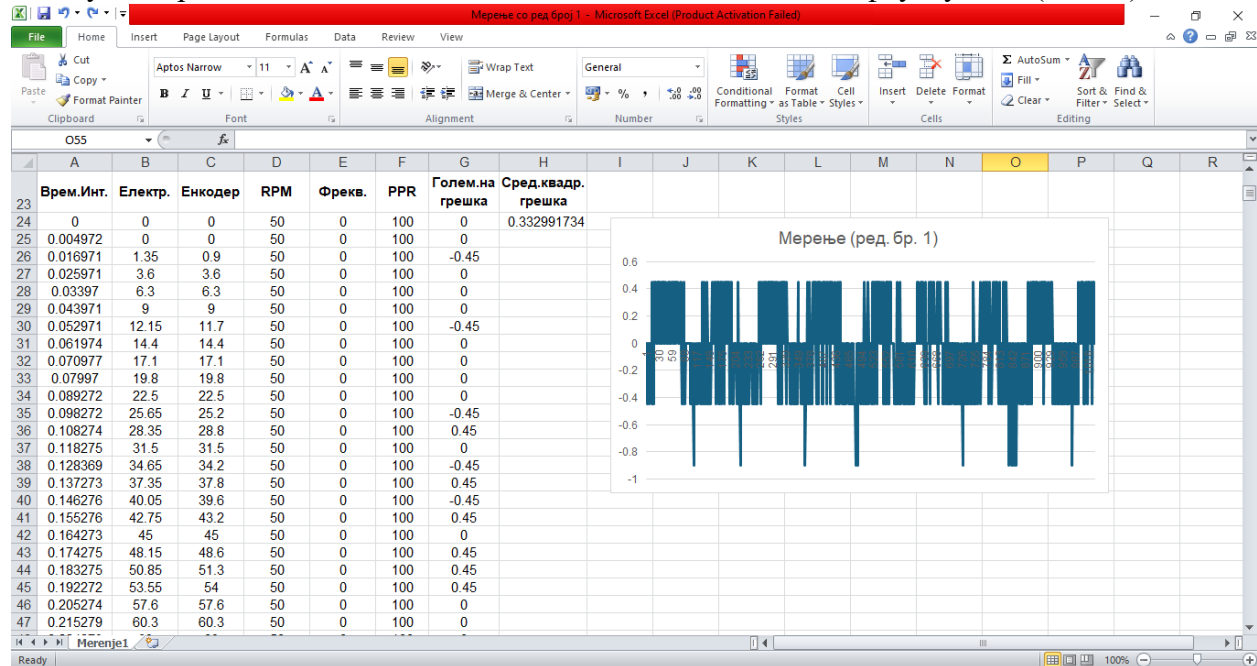 Мерење со ред број 1 - Microsoft Excel (Product Activation Failed)
File Home Insert Page Layout Formulas Data Review View
Paste Cut Copy Format Painter Clipboard
Aptos Narrow 11 B I U Font
Wrap Text Merge & Center Alignment
General % , Number
Conditional Formatting Format as Table Cell Styles Styles
Insert Delete Format Cells
Σ AutoSum Fill Clear Sort & Filter Find & Select Editing
O55 fx
A B C D E F G H I J K L M N O P Q R
23 Врем.Инт. Електр. Енкодер RPM Фрекв. PPR Голем.на грешка Сред.квадр. грешка
24 0 0 0 50 0 100 0 0.332991734
25 0.004972 0 0 50 0 100 0
26 0.016971 1.35 0.9 50 0 100 -0.45
27 0.025971 3.6 3.6 50 0 100 0
28 0.03397 6.3 6.3 50 0 100 0
29 0.043971 9 9 50 0 100 0
30 0.052971 12.15 11.7 50 0 100 -0.45
31 0.061974 14.4 14.4 50 0 100 0
32 0.070977 17.1 17.1 50 0 100 0
33 0.07997 19.8 19.8 50 0 100 0
34 0.089272 22.5 22.5 50 0 100 0
35 0.098272 25.65 25.2 50 0 100 -0.45
36 0.108274 28.35 28.8 50 0 100 0.45
37 0.118275 31.5 31.5 50 0 100 0
38 0.128369 34.65 34.2 50 0 100 -0.45
39 0.137273 37.35 37.8 50 0 100 0.45
40 0.146276 40.05 39.6 50 0 100 -0.45
41 0.155276 42.75 43.2 50 0 100 0.45
42 0.164273 45 45 50 0 100 0
43 0.174275 48.15 48.6 50 0 100 0.45
44 0.183275 50.85 51.3 50 0 100 0.45
45 0.192272 53.55 54 50 0 100 0.45
46 0.205274 57.6 57.6 50 0 100 0
47 0.215279 60.3 60.3 50 0 100 0
Мерење (ред. бр. 1)
0.6
0.4
0.2
0
-0.2
-0.4
-0.6
-0.8
-1
1 30 59
Merenje1
Ready 100%